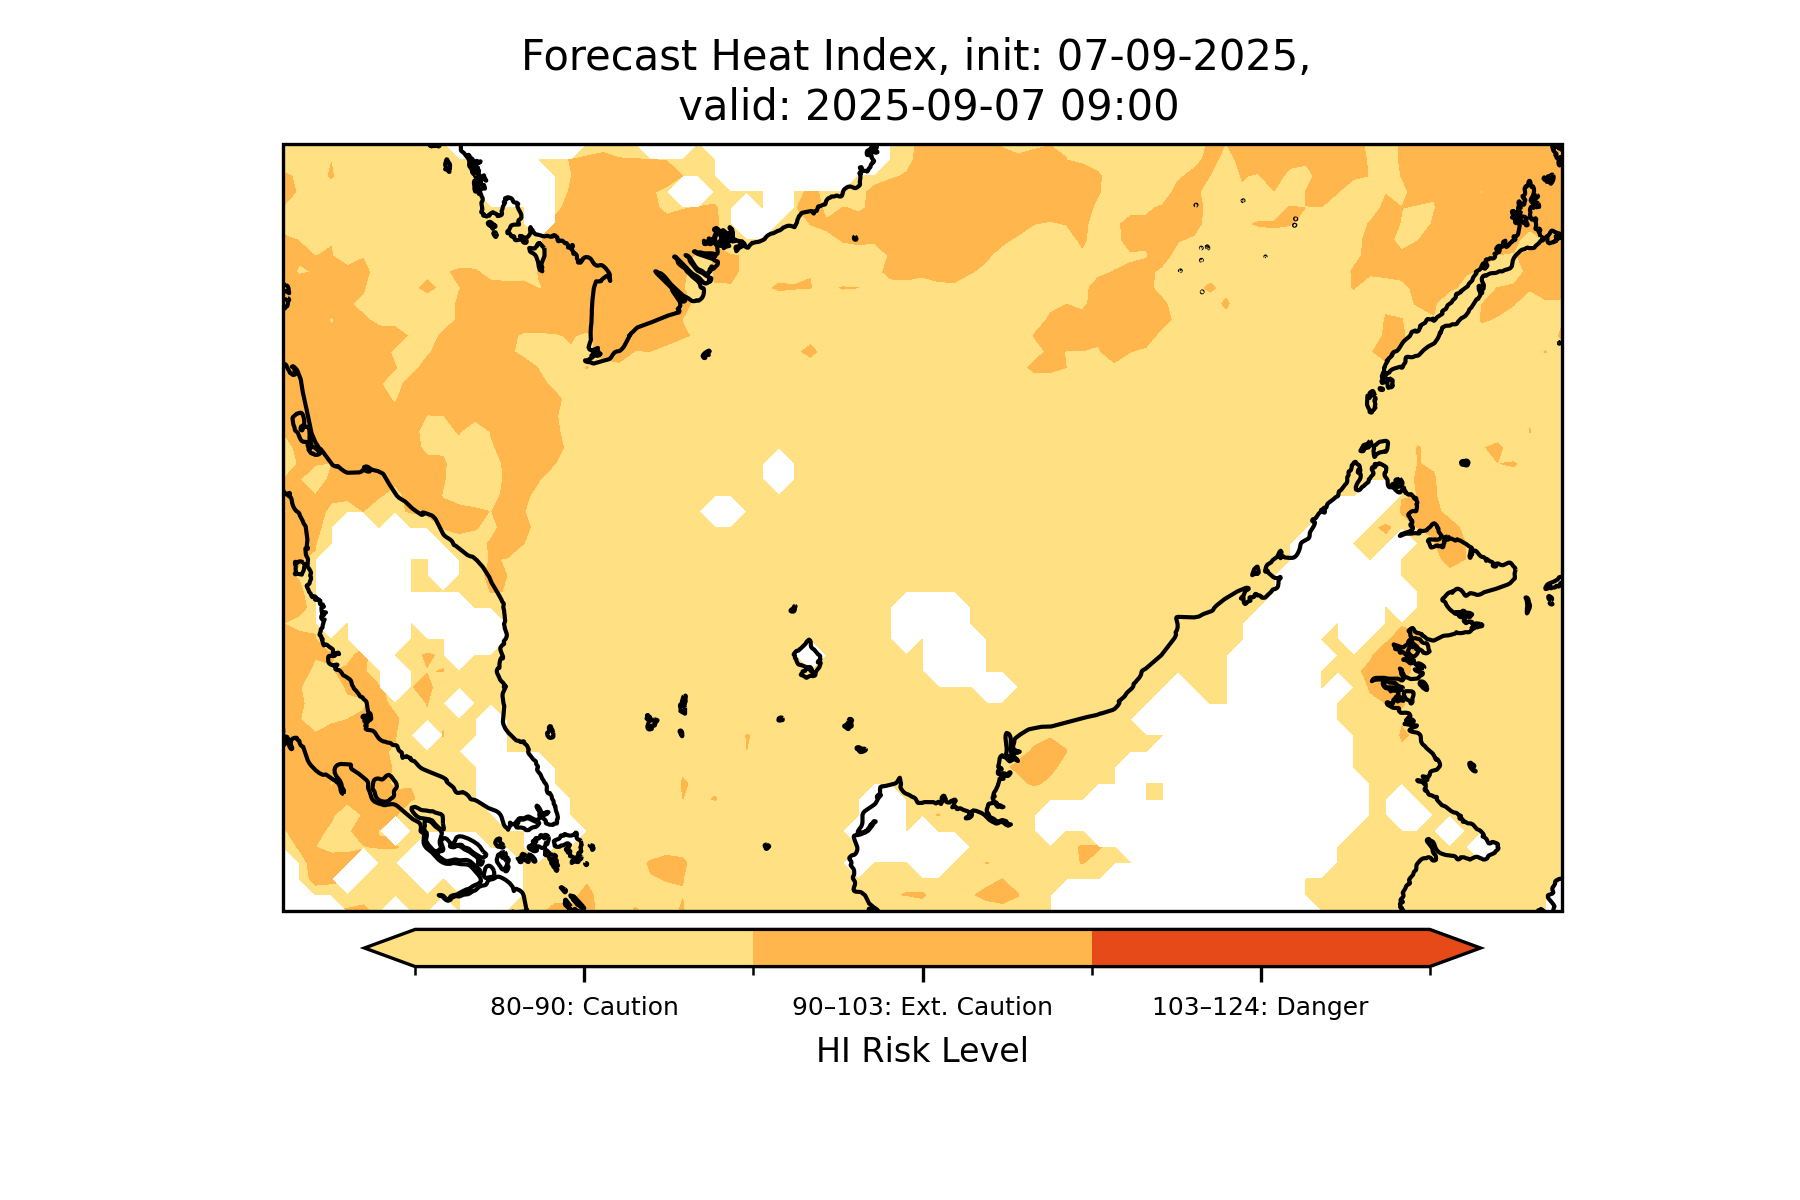 Forecast Heat Index, init: 07-09-2025,
valid: 2025-09-07 09:00
80–90: Caution
90–103: Ext. Caution
103–124: Danger
HI Risk Level